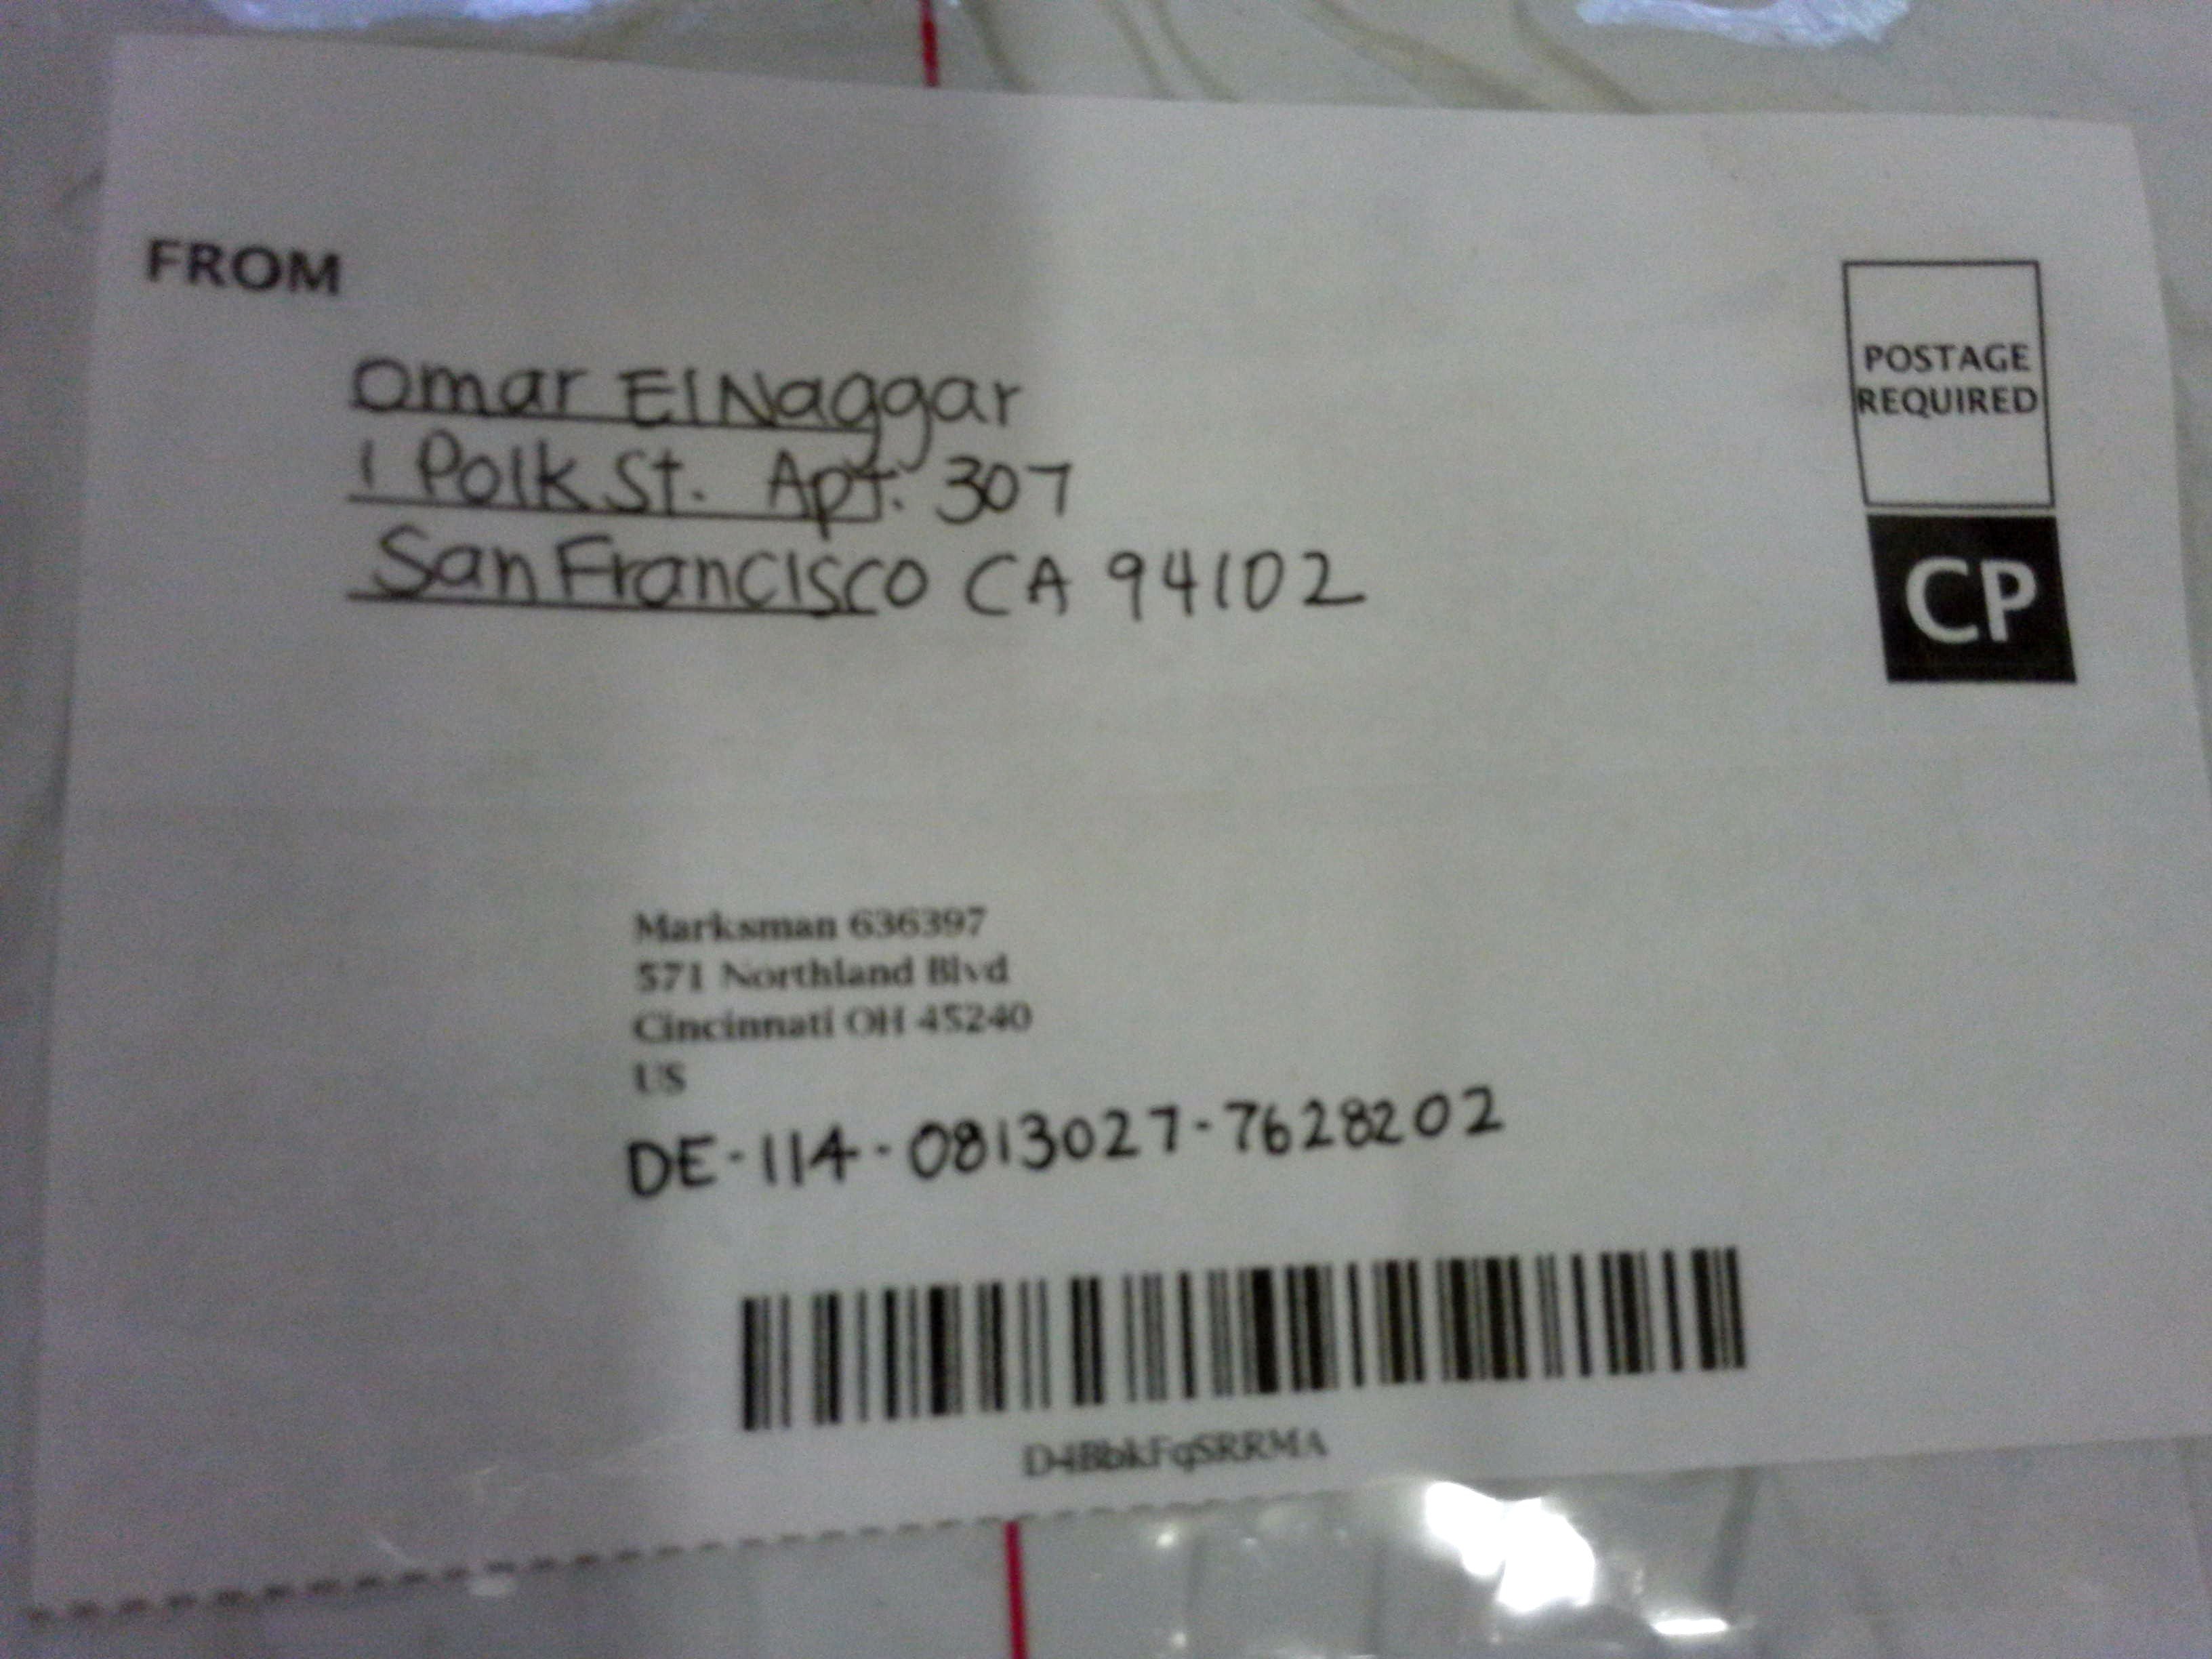 FROM
Omar ElNaggar
1 Polk St. Apt. 307
San Francisco CA 94102
POSTAGE
REQUIRED
CP
Marksman 636397
571 Northland Blvd
Cincinnati OH 45240
US
DE-114-0813027-7628202
D4BbkFqSRRMA